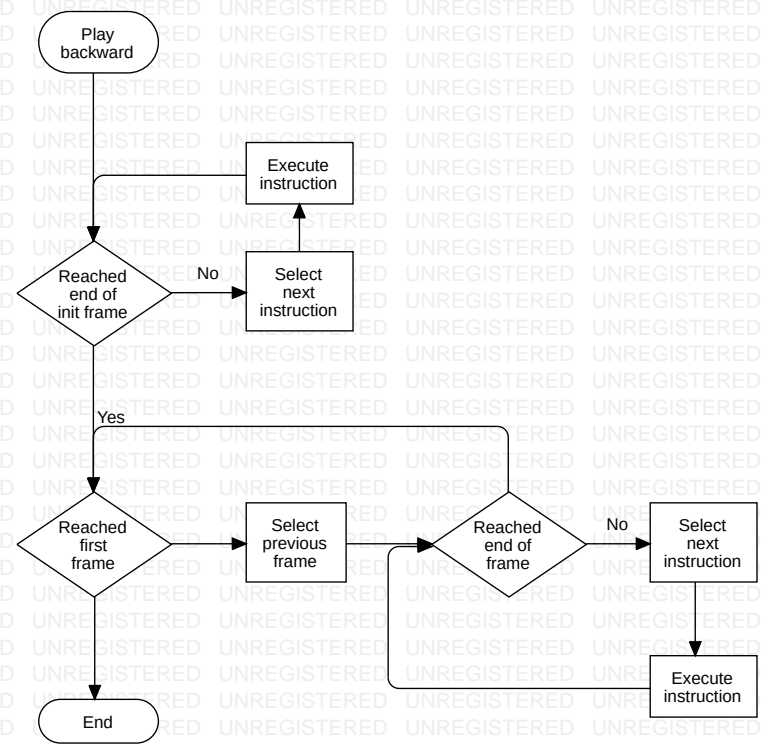 Play
backward
Execute
instruction
Reached
end of
init frame
No
Select
next
instruction
Yes
Reached
first
frame
Select
previous
frame
Reached
end of
frame
No
Select
next
instruction
Execute
instruction
End
UNREGISTERED